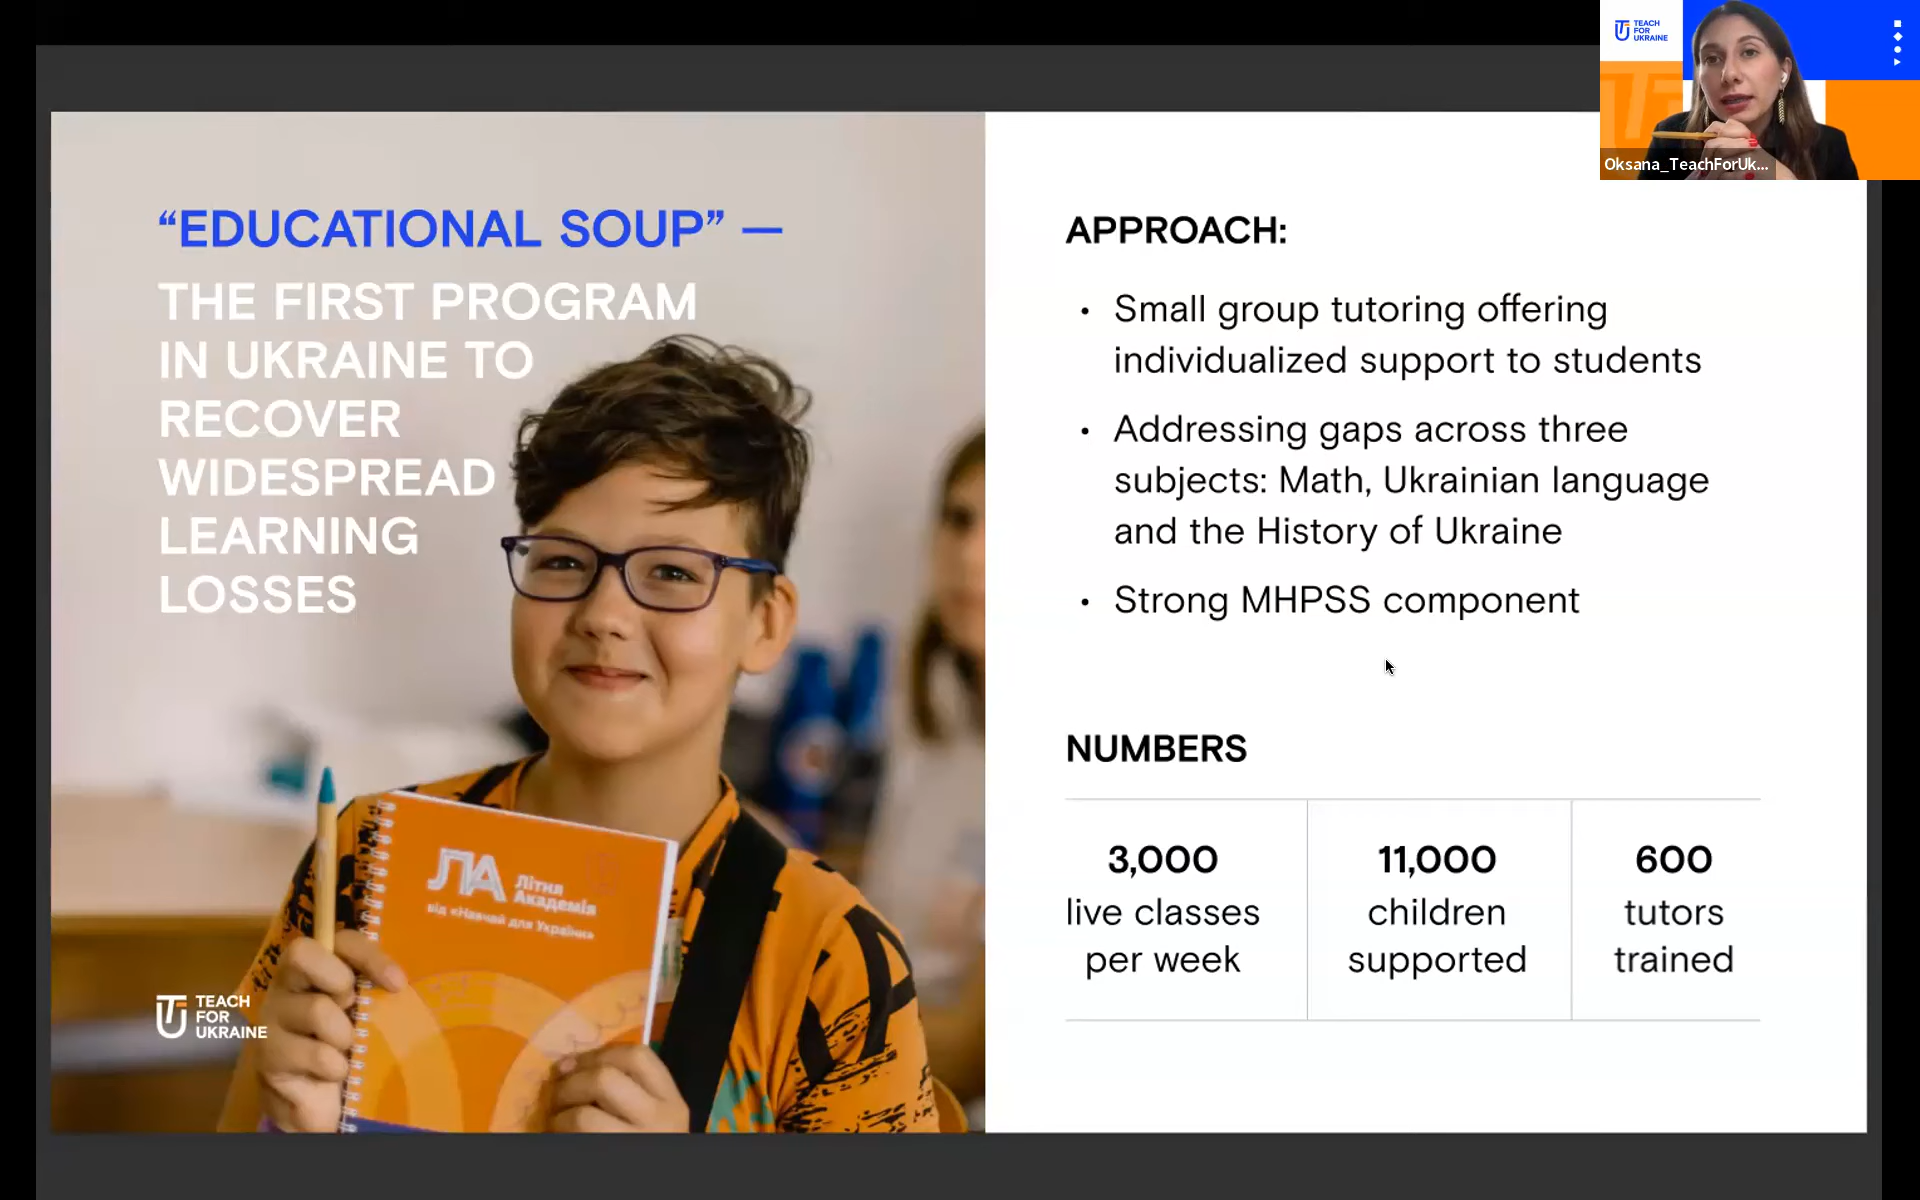 TEACH
FOR
UKRAINE
Oksana_TeachForUk...
“EDUCATIONAL SOUP” —
THE FIRST PROGRAM
IN UKRAINE TO
RECOVER
WIDESPREAD
LEARNING
LOSSES
ЛА Літня
Академія
від «Навчай для України»
TEACH
FOR
UKRAINE
APPROACH:
• Small group tutoring offering
individualized support to students
• Addressing gaps across three
subjects: Math, Ukrainian language
and the History of Ukraine
• Strong MHPSS component
NUMBERS
3,000
live classes
per week
11,000
children
supported
600
tutors
trained